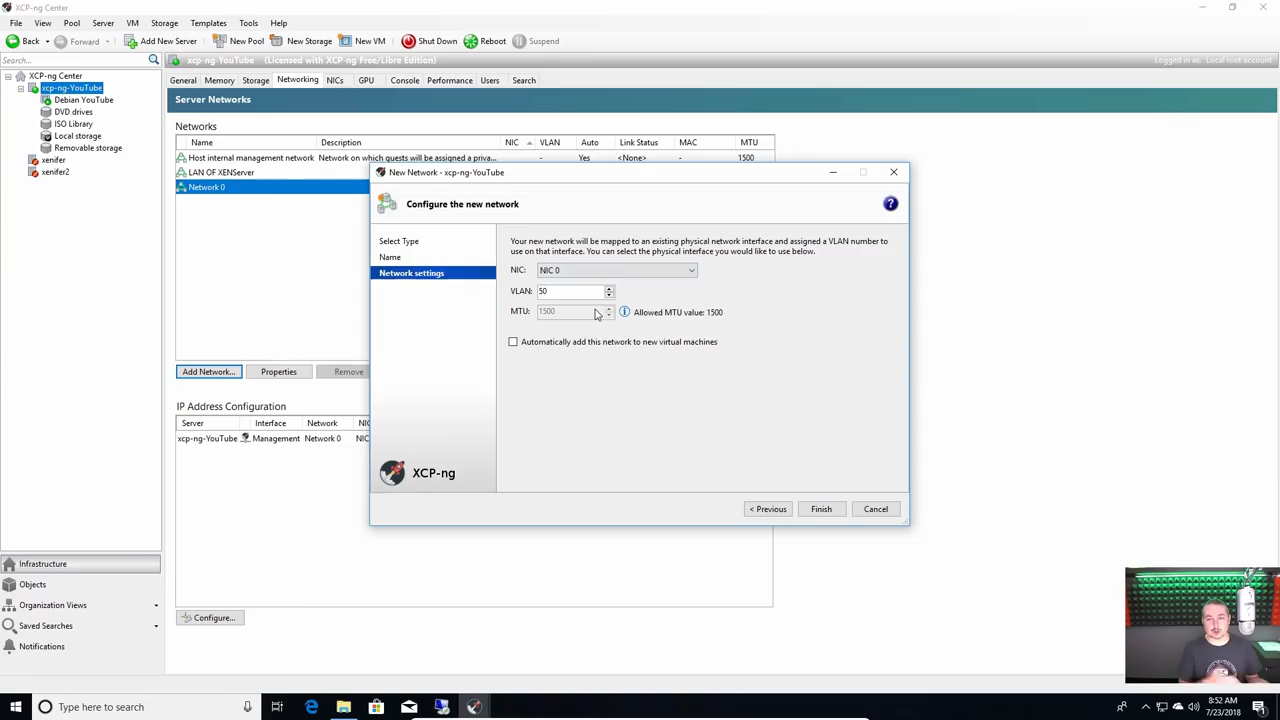 XCP-ng Center
File View Pool Server VM Storage Templates Tools Help
Back Forward Add New Server New Pool New Storage New VM Shut Down Reboot Suspend
Search...
xcp-ng-YouTube (Licensed with XCP-ng Free/Libre Edition) Logged in as: Local root account
XCP-ng Center
xcp-ng-YouTube
Debian YouTube
DVD drives
ISO Library
Local storage
Removable storage
xenifer
xenifer2
General Memory Storage Networking NICs GPU Console Performance Users Search
Server Networks
Networks
Name Description NIC VLAN Auto Link Status MAC MTU
Host internal management network Network on which guests will be assigned a priva... - Yes <None> - 1500
LAN OF XENServer
Network 0
Add Network... Properties Remove
IP Address Configuration
Server Interface Network NIC
xcp-ng-YouTube Management Network 0 NIC
Configure...
New Network - xcp-ng-YouTube
Configure the new network
Select Type
Name
Network settings
Your new network will be mapped to an existing physical network interface and assigned a VLAN number to
use on that interface. You can select the physical interface you would like to use below.
NIC: NIC 0
VLAN: 50
MTU: 1500 Allowed MTU value: 1500
Automatically add this network to new virtual machines
XCP-ng
< Previous Finish Cancel
Infrastructure
Objects
Organization Views
Saved Searches
Notifications
Type here to search
8:52 AM
7/23/2018